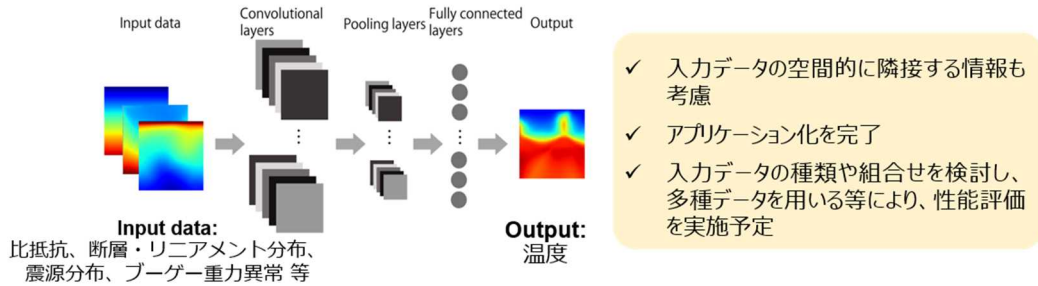 Input data
Convolutional
layers
Pooling layers
Fully connected
layers
Output
Input data:
比抵抗、断層・リニアメント分布、
震源分布、ブーゲー重力異常 等
Output:
温度
✓ 入力データの空間的に隣接する情報も
考慮
✓ アプリケーション化を完了
✓ 入力データの種類や組合せを検討し、
多種データを用いる等により、性能評価
を実施予定